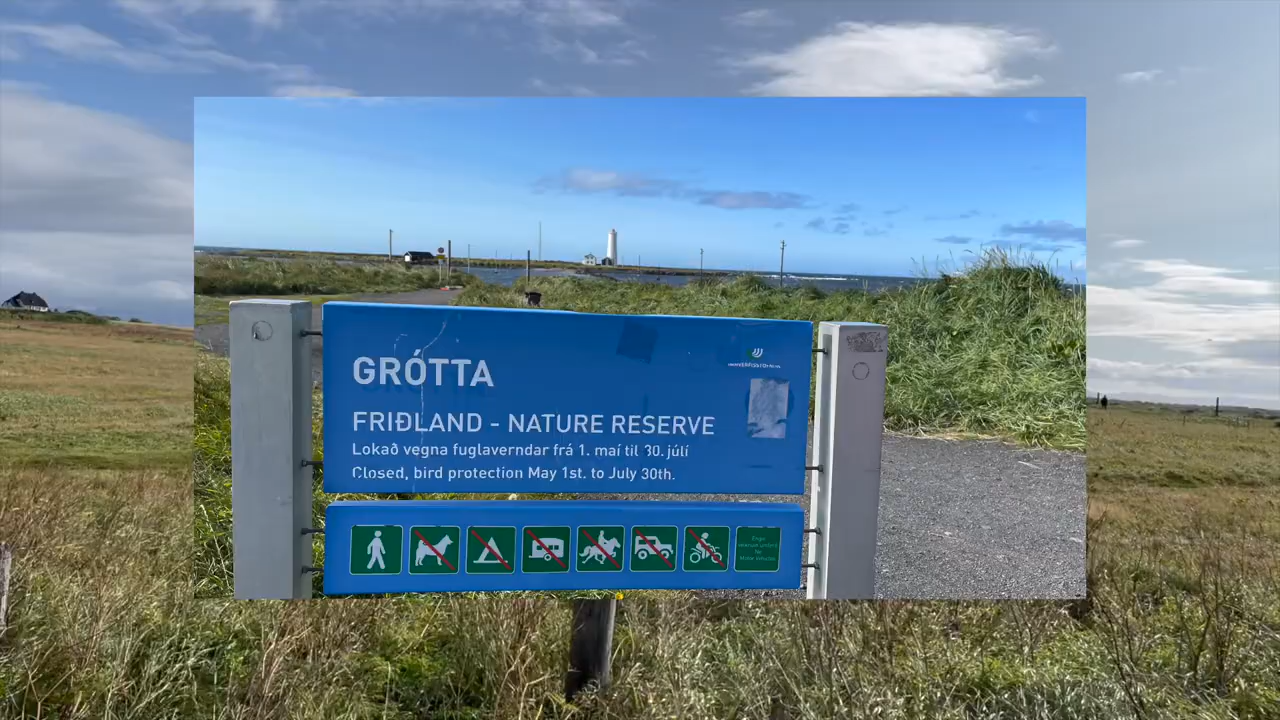 GRÓTTA
FRIÐLAND - NATURE RESERVE
Lokað vegna fuglaverndar frá 1. maí til 30. júlí
Closed, bird protection May 1st. to July 30th.